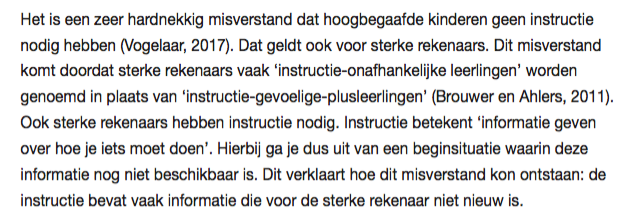 Het is een zeer hardnekkig misverstand dat hoogbegaafde kinderen geen instructie
nodig hebben (Vogelaar, 2017). Dat geldt ook voor sterke rekenaars. Dit misverstand
komt doordat sterke rekenaars vaak ‘instructie-onafhankelijke leerlingen’ worden
genoemd in plaats van ‘instructie-gevoelige-plusleerlingen’ (Brouwer en Ahlers, 2011).
Ook sterke rekenaars hebben instructie nodig. Instructie betekent ‘informatie geven
over hoe je iets moet doen’. Hierbij ga je dus uit van een beginsituatie waarin deze
informatie nog niet beschikbaar is. Dit verklaart hoe dit misverstand kon ontstaan: de
instructie bevat vaak informatie die voor de sterke rekenaar niet nieuw is.